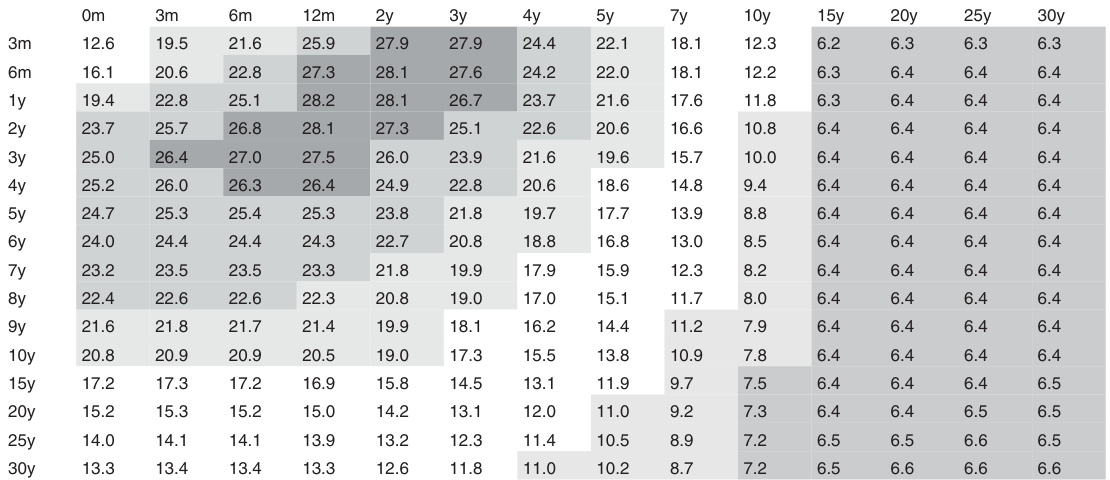 0m 3m 6m 12m 2y 3y 4y 5y 7y 10y 15y 20y 25y 30y
3m 12.6 19.5 21.6 25.9 27.9 27.9 24.4 22.1 18.1 12.3 6.2 6.3 6.3 6.3
6m 16.1 20.6 22.8 27.3 28.1 27.6 24.2 22.0 18.1 12.2 6.3 6.4 6.4 6.4
1y 19.4 22.8 25.1 28.2 28.1 26.7 23.7 21.6 17.6 11.8 6.3 6.4 6.4 6.4
2y 23.7 25.7 26.8 28.1 27.3 25.1 22.6 20.6 16.6 10.8 6.4 6.4 6.4 6.4
3y 25.0 26.4 27.0 27.5 26.0 23.9 21.6 19.6 15.7 10.0 6.4 6.4 6.4 6.4
4y 25.2 26.0 26.3 26.4 24.9 22.8 20.6 18.6 14.8 9.4 6.4 6.4 6.4 6.4
5y 24.7 25.3 25.4 25.3 23.8 21.8 19.7 17.7 13.9 8.8 6.4 6.4 6.4 6.4
6y 24.0 24.4 24.4 24.3 22.7 20.8 18.8 16.8 13.0 8.5 6.4 6.4 6.4 6.4
7y 23.2 23.5 23.5 23.3 21.8 19.9 17.9 15.9 12.3 8.2 6.4 6.4 6.4 6.4
8y 22.4 22.6 22.6 22.3 20.8 19.0 17.0 15.1 11.7 8.0 6.4 6.4 6.4 6.4
9y 21.6 21.8 21.7 21.4 19.9 18.1 16.2 14.4 11.2 7.9 6.4 6.4 6.4 6.4
10y 20.8 20.9 20.9 20.5 19.0 17.3 15.5 13.8 10.9 7.8 6.4 6.4 6.4 6.4
15y 17.2 17.3 17.2 16.9 15.8 14.5 13.1 11.9 9.7 7.5 6.4 6.4 6.4 6.5
20y 15.2 15.3 15.2 15.0 14.2 13.1 12.0 11.0 9.2 7.3 6.4 6.4 6.5 6.5
25y 14.0 14.1 14.1 13.9 13.2 12.3 11.4 10.5 8.9 7.2 6.5 6.5 6.6 6.5
30y 13.3 13.4 13.4 13.3 12.6 11.8 11.0 10.2 8.7 7.2 6.5 6.6 6.6 6.6